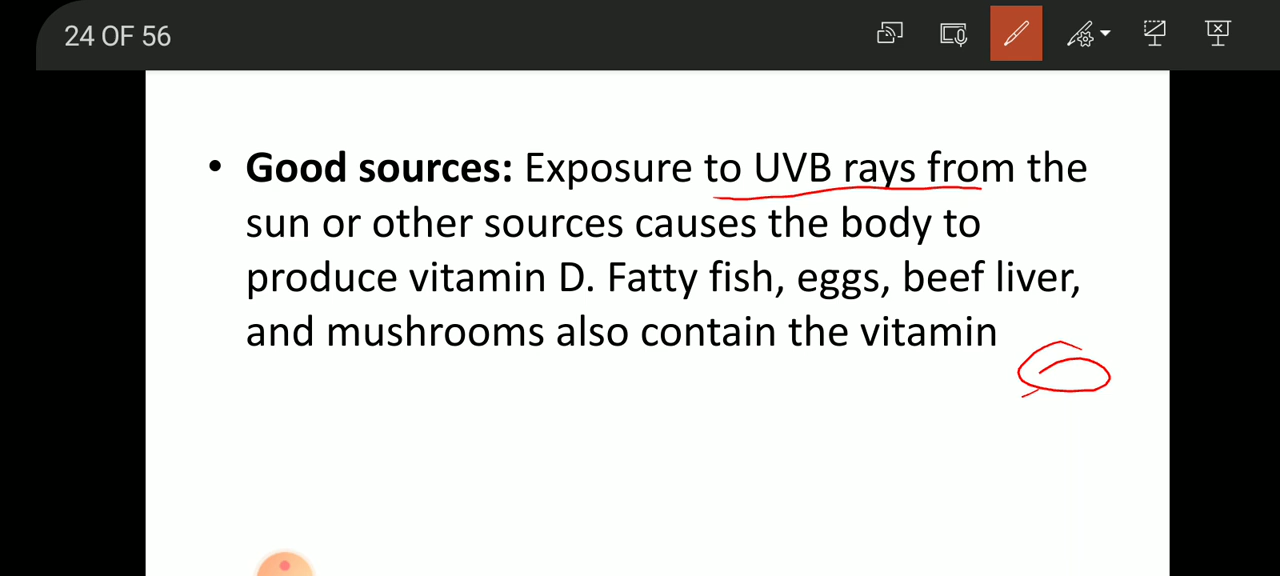 24 OF 56
• Good sources: Exposure to UVB rays from the
sun or other sources causes the body to
produce vitamin D. Fatty fish, eggs, beef liver,
and mushrooms also contain the vitamin